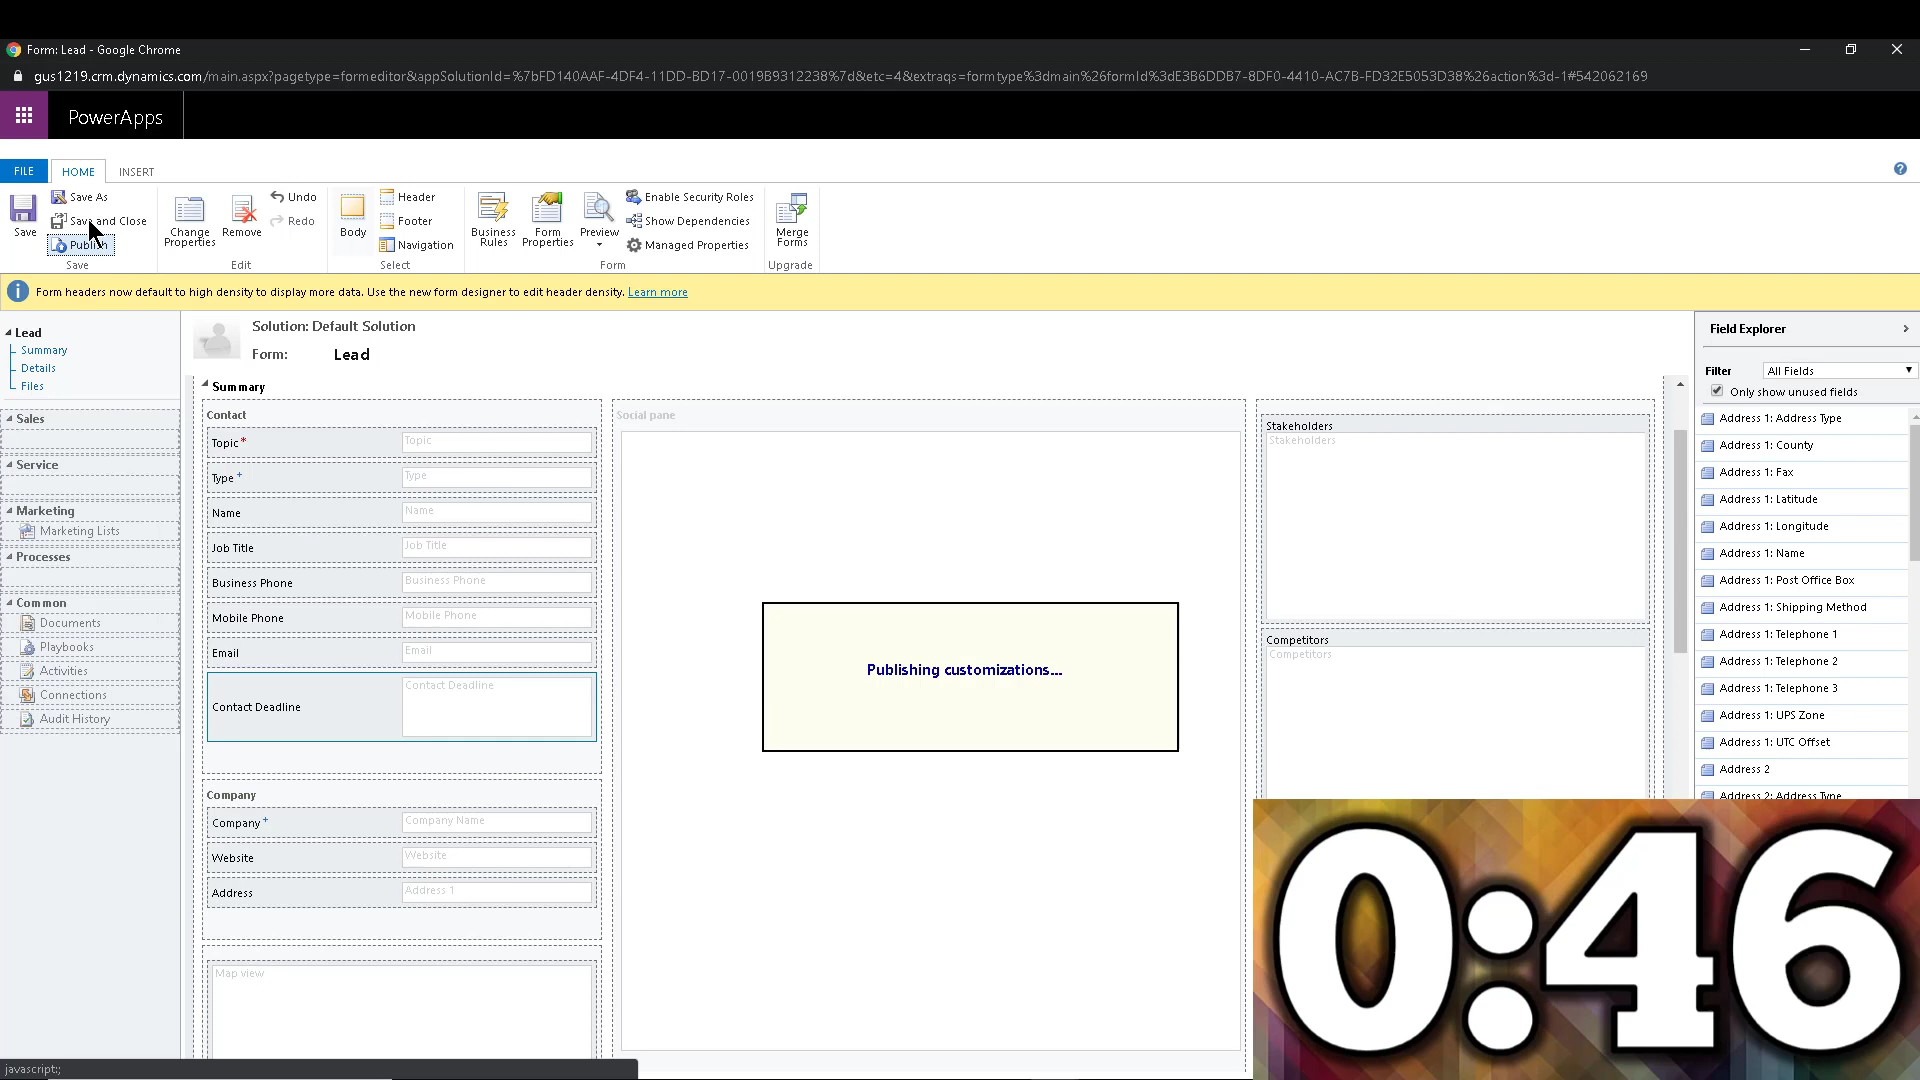 Form: Lead - Google Chrome
gus1219.crm.dynamics.com/main.aspx?pagetype=formeditor&appSolutionId=%7bFD140AAF-4DF4-11DD-BD17-0019B9312238%7d&etc=4&extraqs=formtype%3dmain%26formId%3dE3B6DDB7-8DF0-4410-AC7B-FD32E5053D38%26action%3d-1#542062169
PowerApps
FILE HOME INSERT
Save
Save As
Save and Close
Publish
Save
Change Properties
Remove
Undo
Redo
Edit
Body
Header
Footer
Navigation
Select
Business Rules
Form Properties
Preview
Enable Security Roles
Show Dependencies
Managed Properties
Form
Merge Forms
Upgrade
Form headers now default to high density to display more data. Use the new form designer to edit header density. Learn more
Lead
Summary
Details
Files
Sales
Service
Marketing
Marketing Lists
Processes
Common
Documents
Playbooks
Activities
Connections
Audit History
Solution: Default Solution
Form: Lead
Summary
Contact
Topic* Topic
Type+ Type
Name Name
Job Title Job Title
Business Phone Business Phone
Mobile Phone Mobile Phone
Email Email
Contact Deadline Contact Deadline
Company
Company+ Company Name
Website Website
Address Address 1
Map view
Social pane
Publishing customizations...
Stakeholders
Stakeholders
Competitors
Competitors
Field Explorer
Filter All Fields
Only show unused fields
Address 1: Address Type
Address 1: County
Address 1: Fax
Address 1: Latitude
Address 1: Longitude
Address 1: Name
Address 1: Post Office Box
Address 1: Shipping Method
Address 1: Telephone 1
Address 1: Telephone 2
Address 1: Telephone 3
Address 1: UPS Zone
Address 1: UTC Offset
Address 2
Address 2: Address Type
0:46
javascript:;